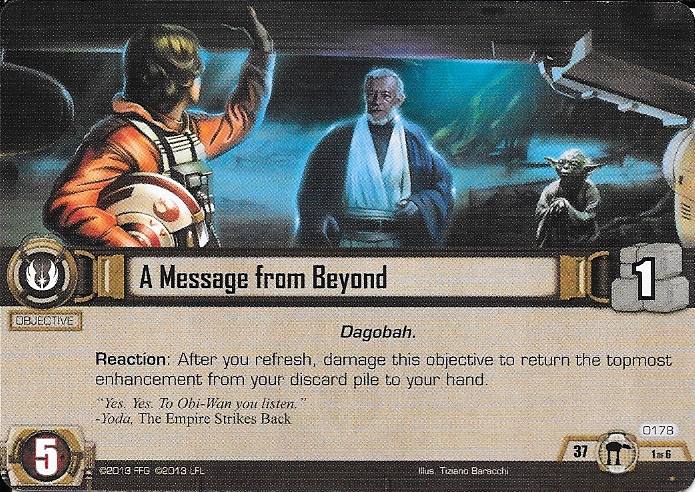 A Message from Beyond
1
OBJECTIVE
Dagobah.
Reaction: After you refresh, damage this objective to return the topmost
enhancement from your discard pile to your hand.
“Yes. Yes. To Obi-Wan you listen.”
-Yoda, The Empire Strikes Back
0178
5
37
1 OF 6
©2013 FFG ©2013 LFL
Illus. Tiziano Baracchi